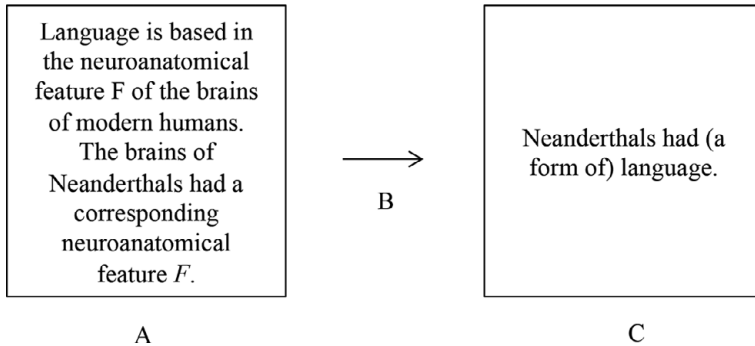 Language is based in
the neuroanatomical
feature F of the brains
of modern humans.
The brains of
Neanderthals had a
corresponding
neuroanatomical
feature F.
B
Neanderthals had (a
form of) language.
A
C